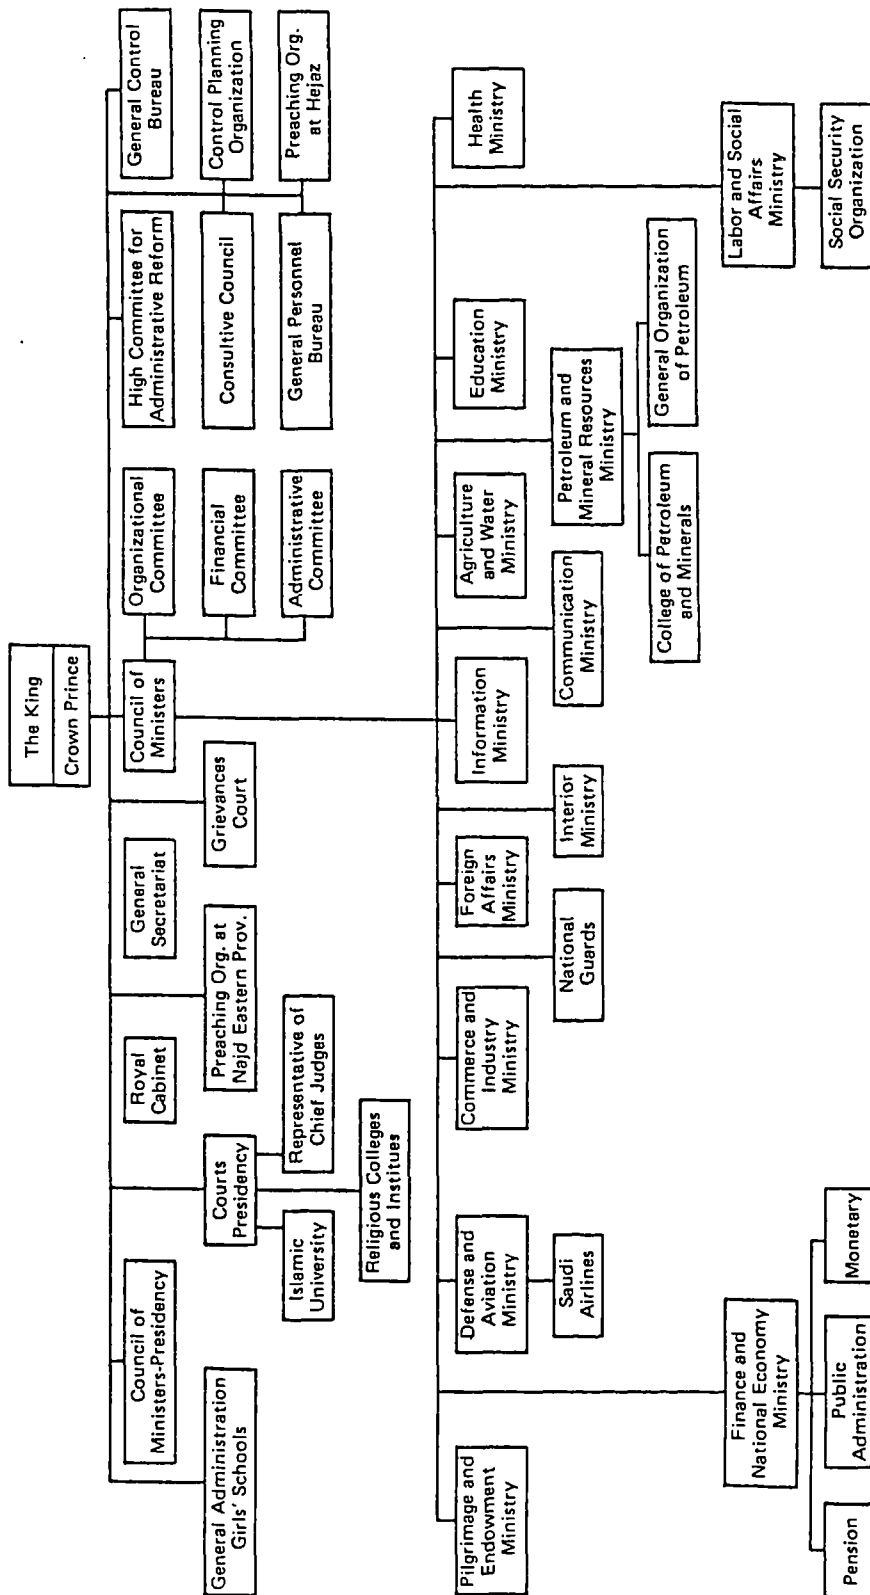 The King
Crown Prince
General Administration
Girls' Schools
Council of
Ministers-Presidency
Courts
Presidency
Islamic
University
Representative of
Chief Judges
Religious Colleges
and Institues
Royal
Cabinet
Preaching Org. at
Najd Eastern Prov.
General
Secretariat
Grievances
Court
Council of
Ministers
Organizational
Committee
Financial
Committee
Administrative
Committee
High Committee for
Administrative Reform
Consultive Council
General Personnel
Bureau
General Control
Bureau
Control Planning
Organization
Preaching Org.
at Hejaz
Pilgrimage and
Endowment
Ministry
Finance and
National Economy
Ministry
Pension
Public
Administration
Monetary
Defense and
Aviation
Ministry
Saudi
Airlines
Commerce and
Industry
Ministry
National
Guards
Foreign
Affairs
Ministry
Interior
Ministry
Information
Ministry
Communication
Ministry
Agriculture
and Water
Ministry
Petroleum and
Mineral Resources
Ministry
College of Petroleum
and Minerals
General Organization
of Petroleum
Education
Ministry
Labor and Social
Affairs
Ministry
Social Security
Organization
Health
Ministry